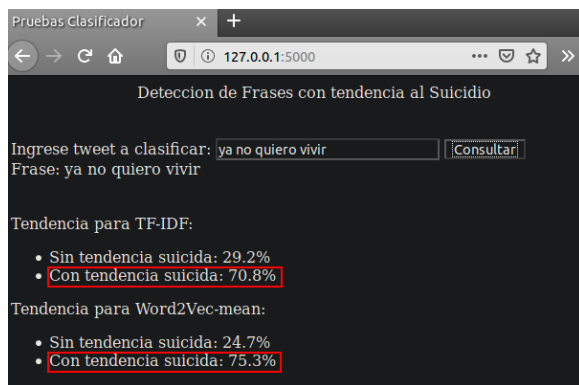 Pruebas Clasificador
127.0.0.1:5000
Deteccion de Frases con tendencia al Suicidio
Ingrese tweet a clasificar: ya no quiero vivir Consultar
Frase: ya no quiero vivir
Tendencia para TF-IDF:
• Sin tendencia suicida: 29.2%
• Con tendencia suicida: 70.8%
Tendencia para Word2Vec-mean:
• Sin tendencia suicida: 24.7%
• Con tendencia suicida: 75.3%